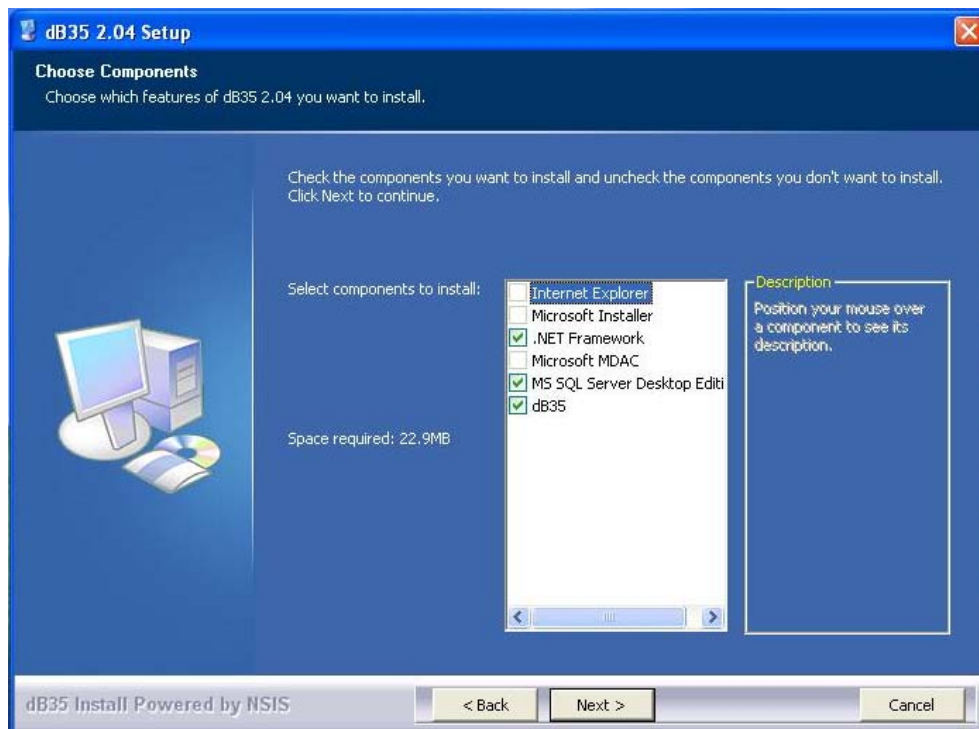 dB35 2.04 Setup
Choose Components
Choose which features of dB35 2.04 you want to install.
Check the components you want to install and uncheck the components you don't want to install.
Click Next to continue.
Select components to install:
Internet Explorer
Microsoft Installer
.NET Framework
Microsoft MDAC
MS SQL Server Desktop Editi
dB35
Space required: 22.9MB
Description
Position your mouse over
a component to see its
description.
dB35 Install Powered by NSIS
< Back
Next >
Cancel